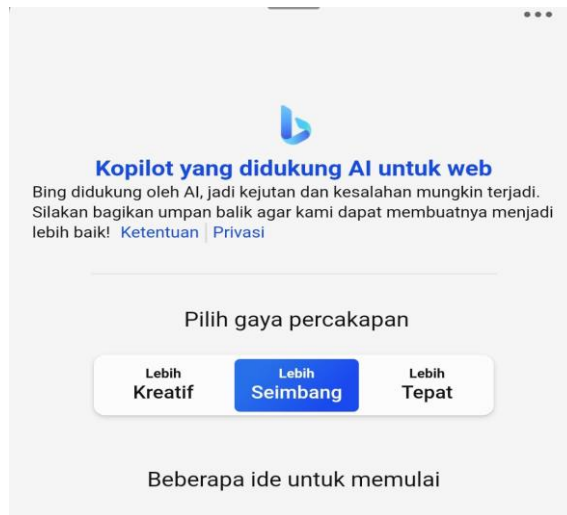 Kopilot yang didukung AI untuk web
Bing didukung oleh AI, jadi kejutan dan kesalahan mungkin terjadi.
Silakan bagikan umpan balik agar kami dapat membuatnya menjadi
lebih baik! Ketentuan | Privasi
Pilih gaya percakapan
Lebih Kreatif
Lebih Seimbang
Lebih Tepat
Beberapa ide untuk memulai